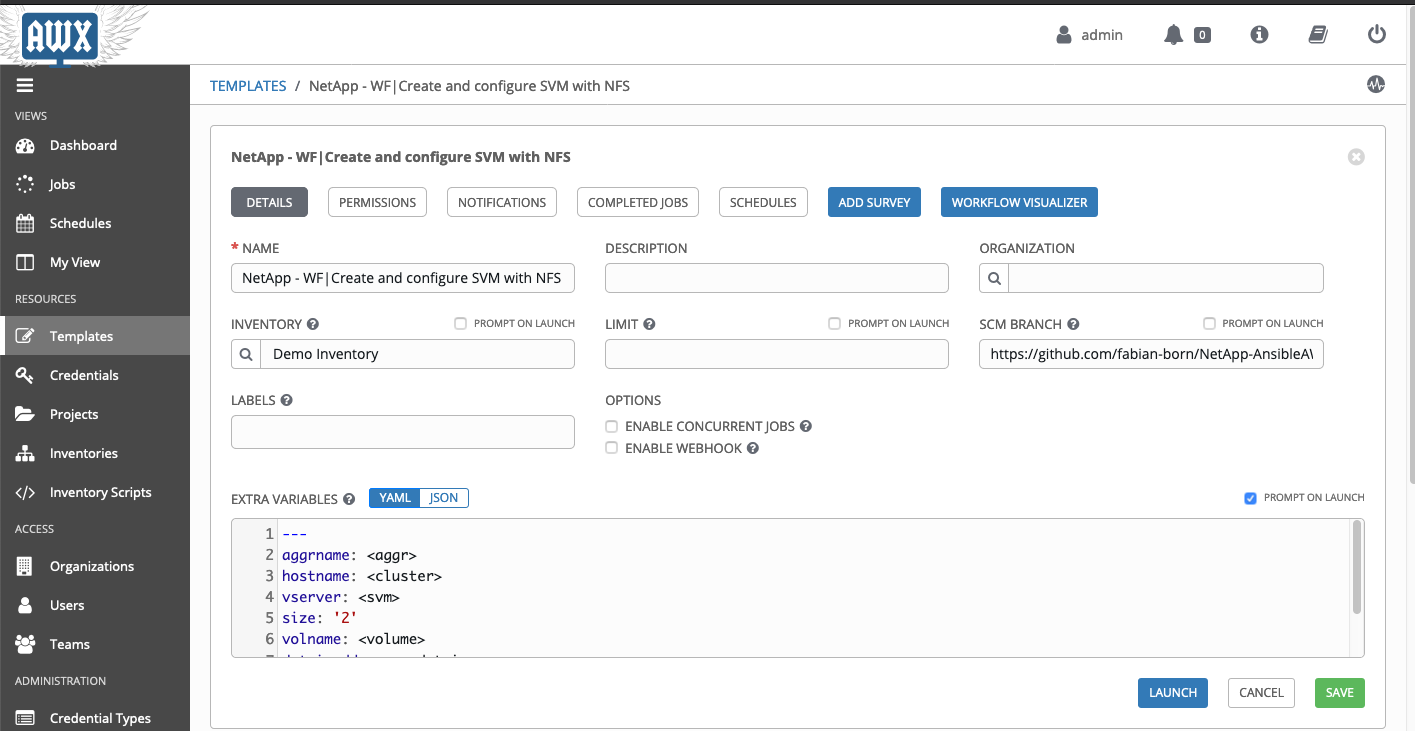 AWX
admin
0
TEMPLATES / NetApp - WF|Create and configure SVM with NFS
VIEWS
Dashboard
Jobs
Schedules
My View
RESOURCES
Templates
Credentials
Projects
Inventories
Inventory Scripts
ACCESS
Organizations
Users
Teams
ADMINISTRATION
Credential Types
NetApp - WF|Create and configure SVM with NFS
DETAILS PERMISSIONS NOTIFICATIONS COMPLETED JOBS SCHEDULES ADD SURVEY WORKFLOW VISUALIZER
* NAME DESCRIPTION ORGANIZATION
NetApp - WF|Create and configure SVM with NFS
INVENTORY ? PROMPT ON LAUNCH LIMIT ? PROMPT ON LAUNCH SCM BRANCH ? PROMPT ON LAUNCH
Demo Inventory https://github.com/fabian-born/NetApp-AnsibleAW
LABELS ? OPTIONS
ENABLE CONCURRENT JOBS ?
ENABLE WEBHOOK ?
EXTRA VARIABLES ? YAML JSON PROMPT ON LAUNCH
1 ---
2 aggrname: <aggr>
3 hostname: <cluster>
4 vserver: <svm>
5 size: '2'
6 volname: <volume>
LAUNCH CANCEL SAVE